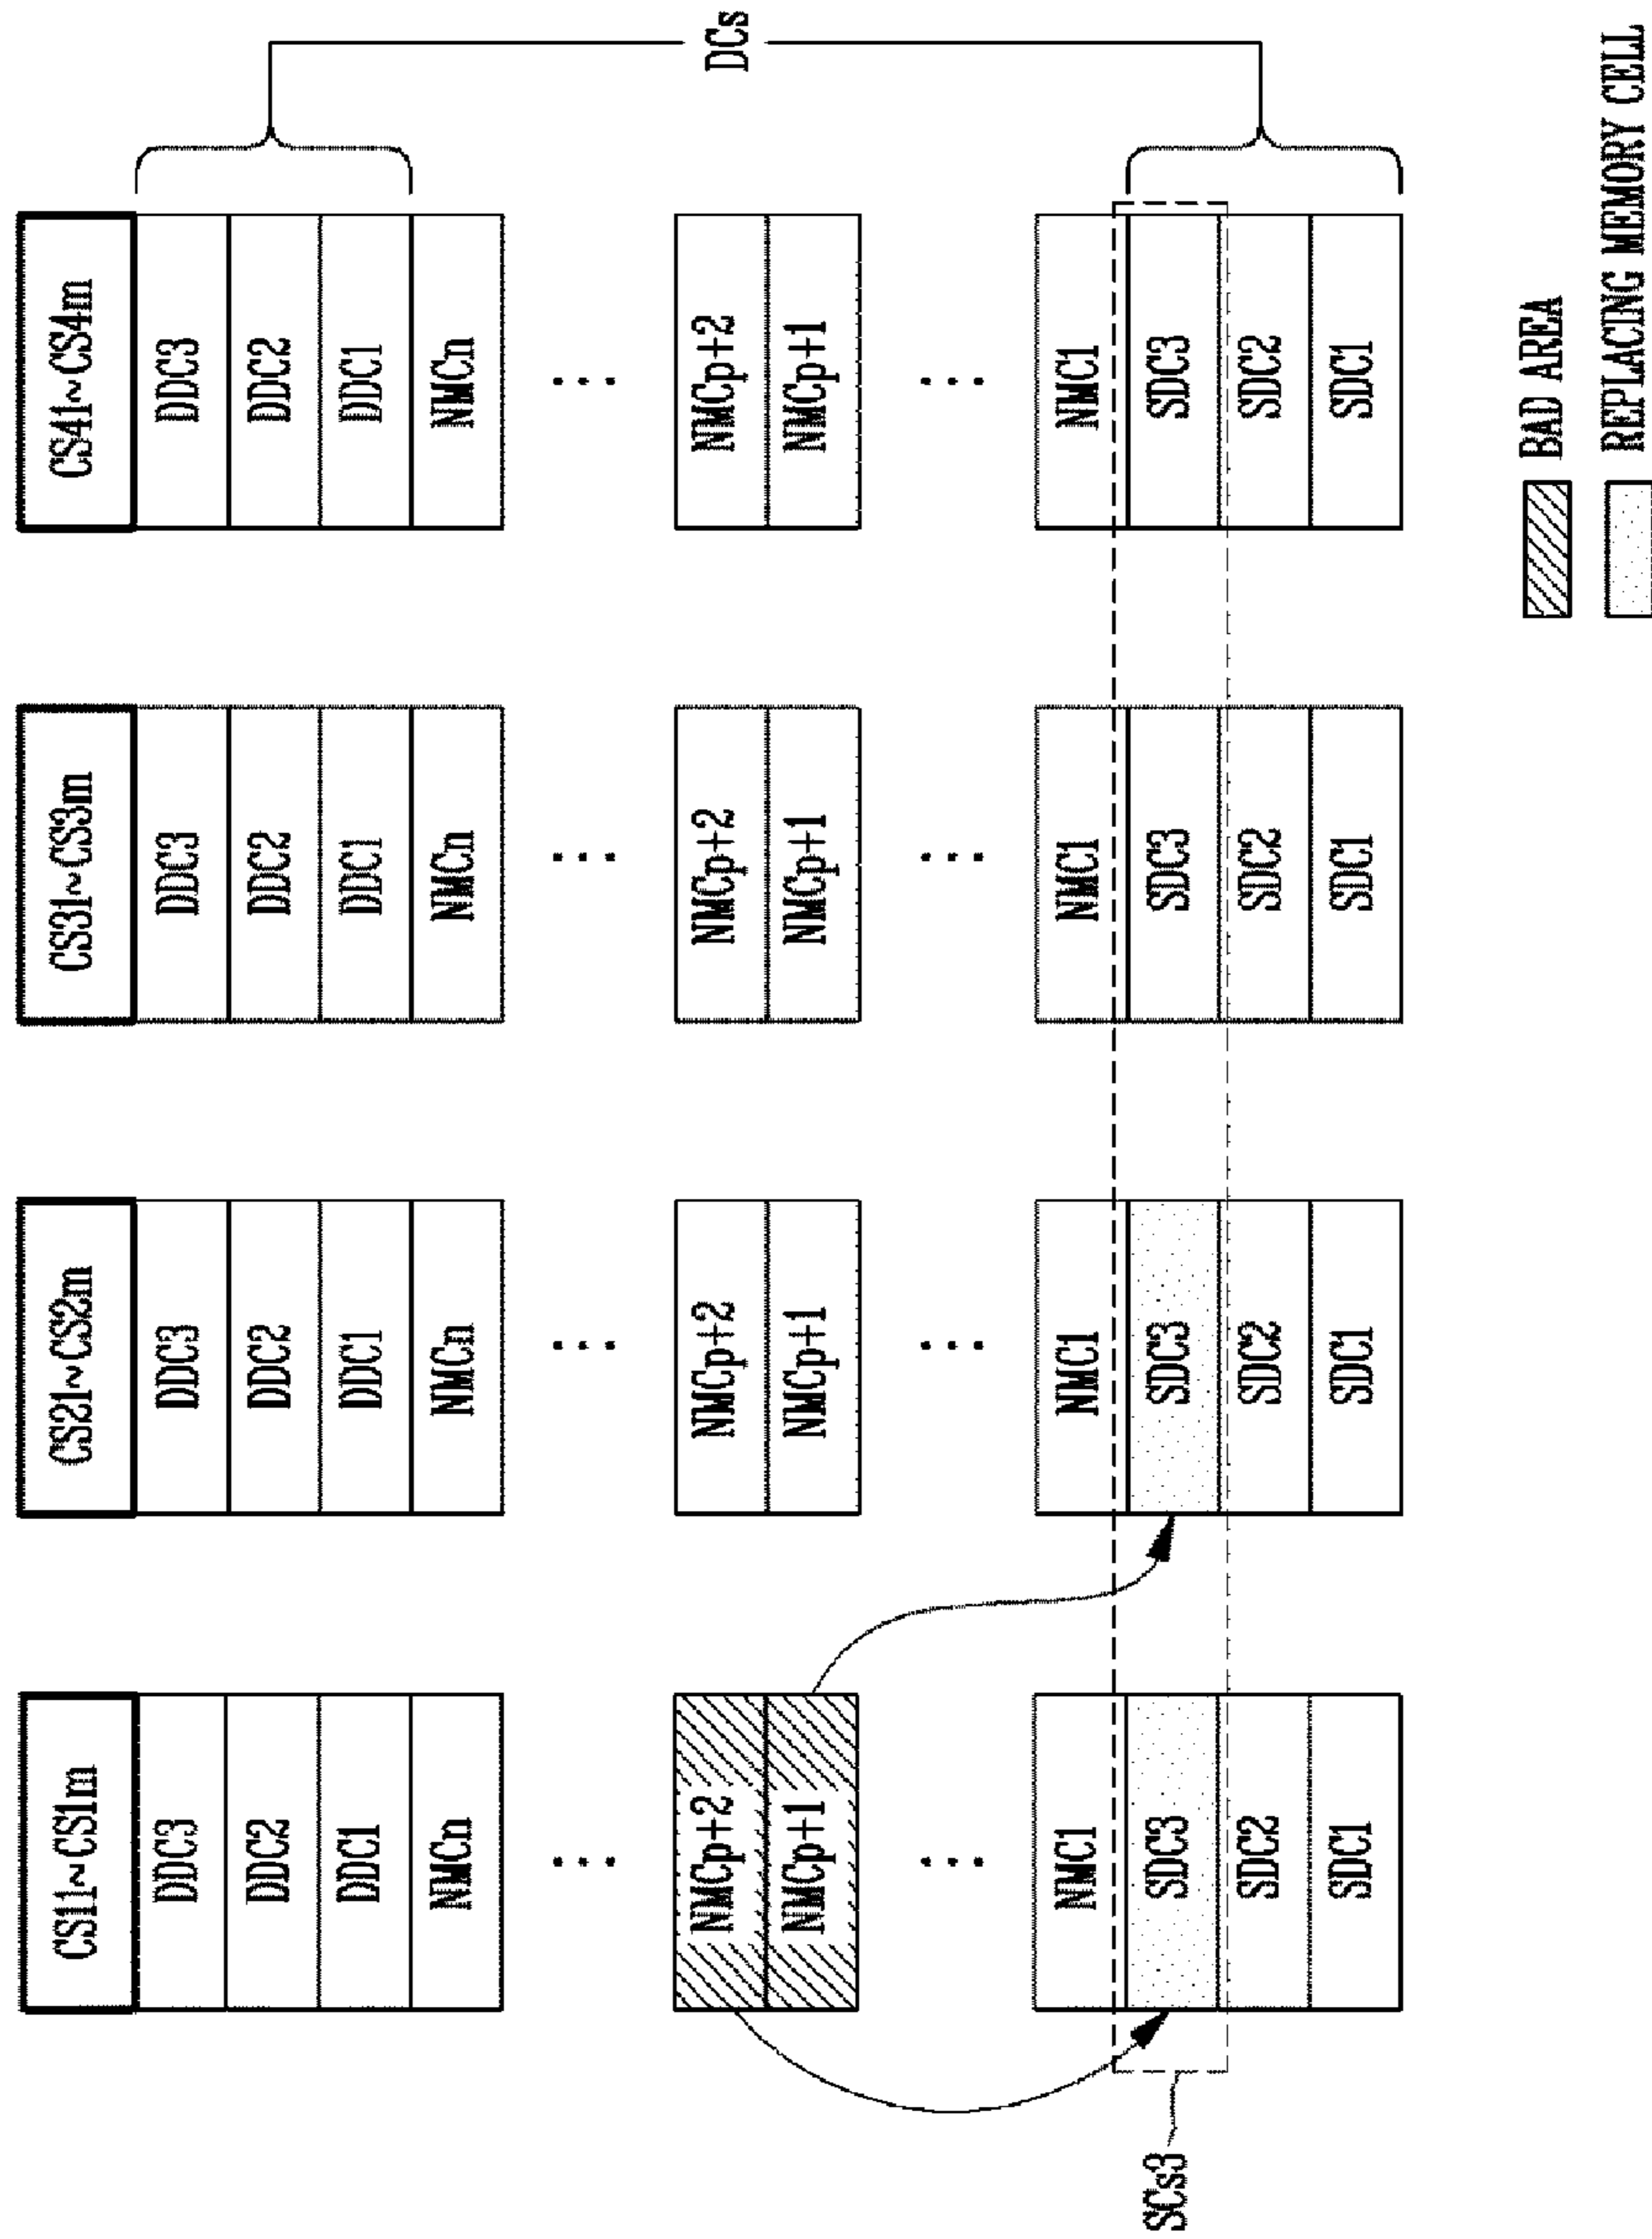 CS11~CS1m
CS21~CS2m
CS31~CS3m
CS41~CS4m
DDC3
DDC3
DDC3
DDC3
DDC2
DDC2
DDC2
DDC2
DDC1
DDC1
DDC1
DDC1
NMCn
NMCn
NMCn
NMCn
...
...
...
...
NMCp+2
NMCp+2
NMCp+2
NMCp+2
DCs
NMCp+1
NMCp+1
NMCp+1
NMCp+1
...
...
...
...
NMC1
NMC1
NMC1
NMC1
SCs3
SDC3
SDC3
SDC3
SDC3
SDC2
SDC2
SDC2
SDC2
SDC1
SDC1
SDC1
SDC1
BAD AREA
REPLACING MEMORY CELL